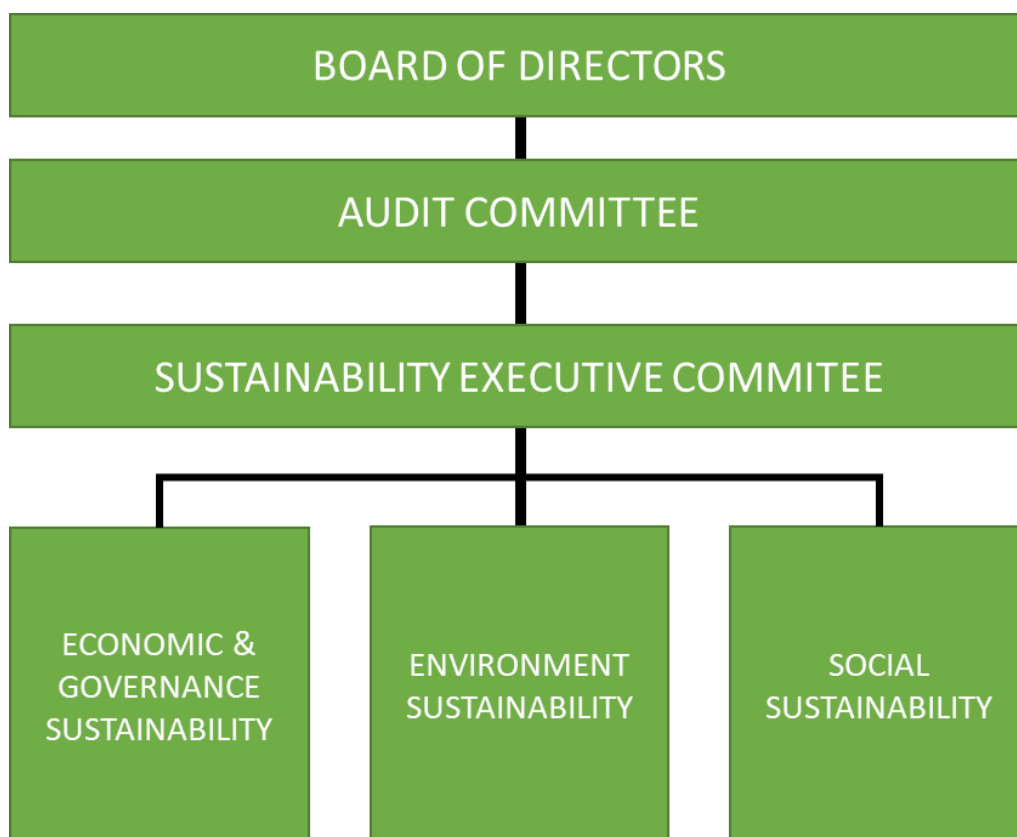 BOARD OF DIRECTORS
AUDIT COMMITTEE
SUSTAINABILITY EXECUTIVE COMMITEE
ECONOMIC &
GOVERNANCE
SUSTAINABILITY
ENVIRONMENT
SUSTAINABILITY
SOCIAL
SUSTAINABILITY